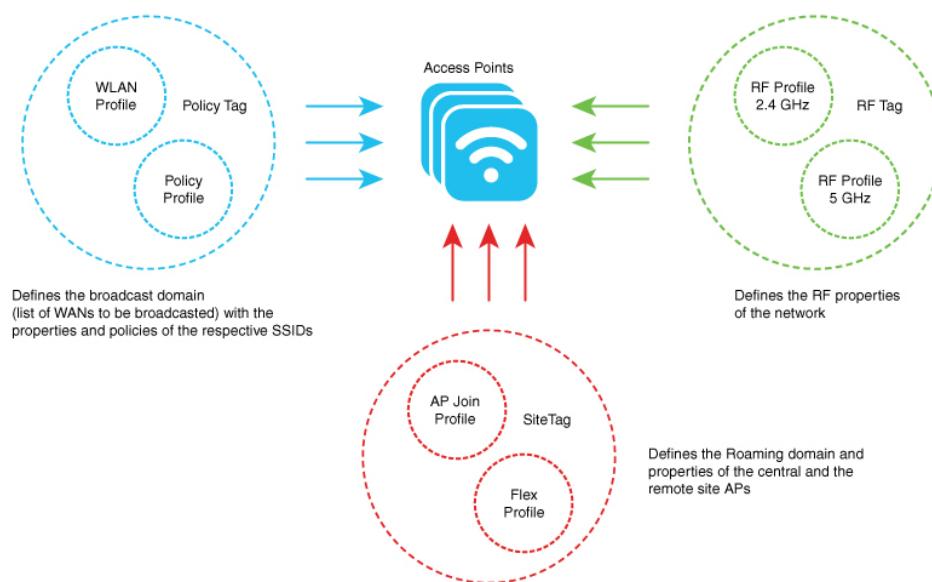 Access Points
WLAN
Profile
Policy Tag
Policy
Profile
RF Profile
2.4 GHz
RF Tag
RF Profile
5 GHz
Defines the broadcast domain
(list of WANs to be broadcasted) with the
properties and policies of the respective SSIDs
Defines the RF properties
of the network
AP Join
Profile
SiteTag
Flex
Profile
Defines the Roaming domain and
properties of the central and the
remote site APs